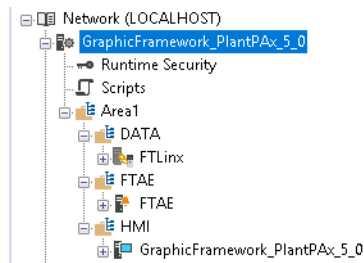 Network (LOCALHOST)
GraphicFramework_PlantPAx_5_0
Runtime Security
Scripts
Area1
DATA
FTLinx
FTAE
FTAE
HMI
GraphicFramework_PlantPAx_5_0